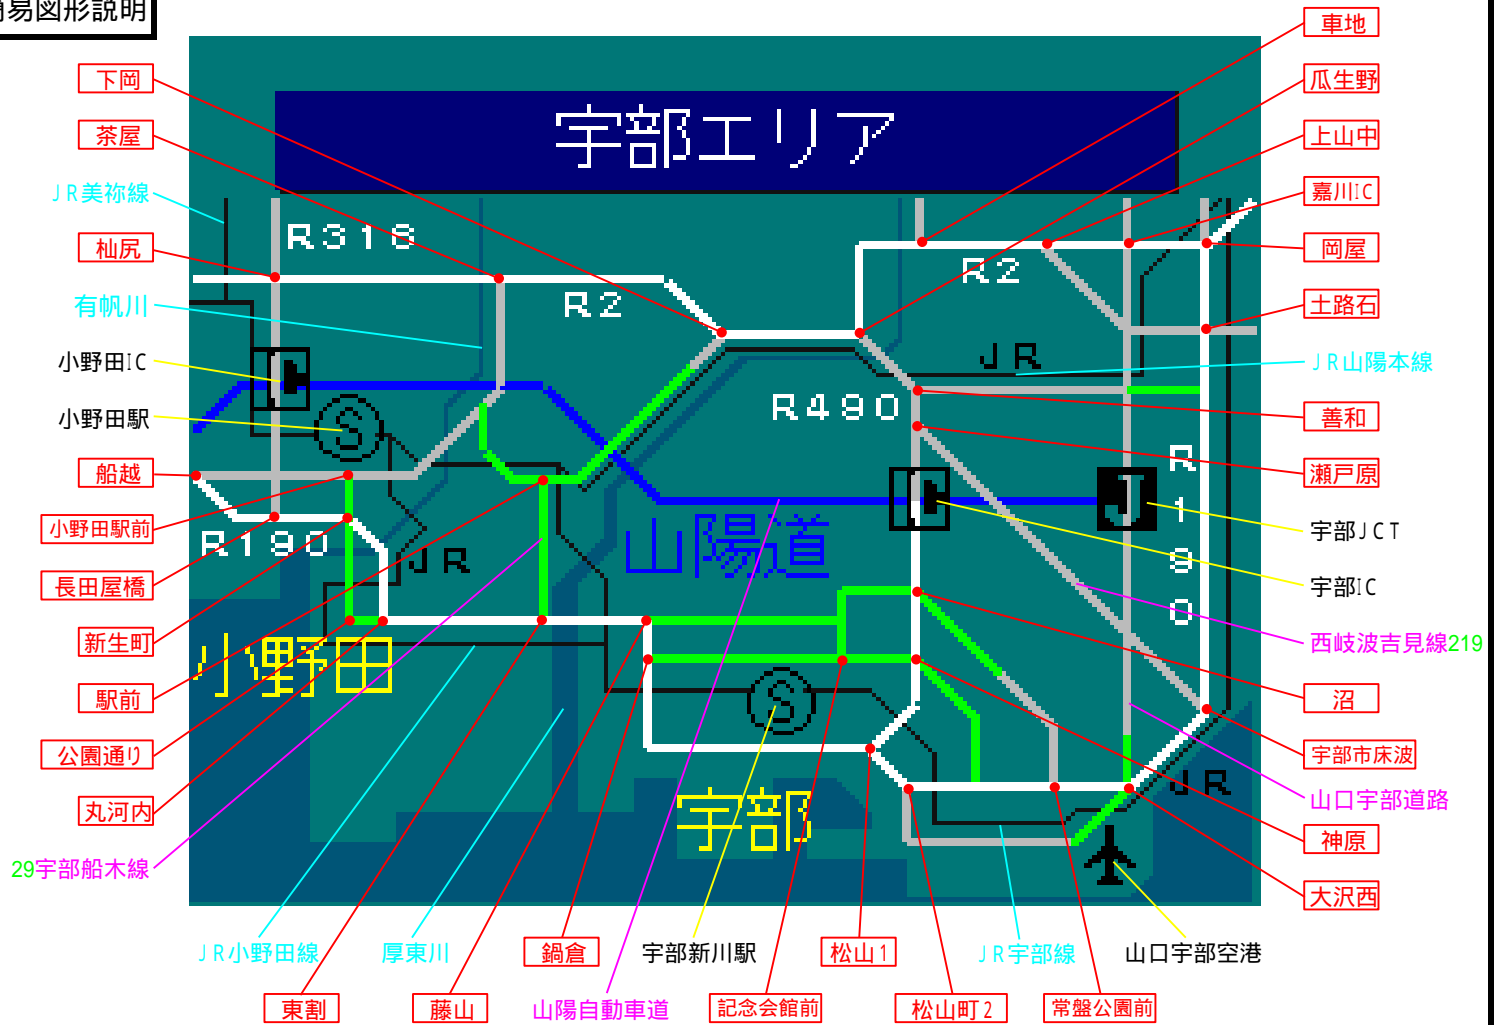 簡易図形説明
宇部エリア
下岡
茶屋
JR美祢線
杣尻
有帆川
小野田IC
小野田駅
船越
小野田駅前
長田屋橋
新生町
駅前
公園通り
丸河内
29宇部船木線
車地
瓜生野
上山中
嘉川IC
岡屋
土路石
JR山陽本線
善和
瀬戸原
宇部JCT
宇部IC
西岐波吉見線219
沼
宇部市床波
山口宇部道路
神原
大沢西
R316
R2
R2
JR
R490
R190
R190
JR
JR
山陽道
小野田
宇部
S
S
J
JR小野田線
厚東川
鍋倉
宇部新川駅
松山1
JR宇部線
山口宇部空港
東割
藤山
山陽自動車道
記念会館前
松山町2
常盤公園前